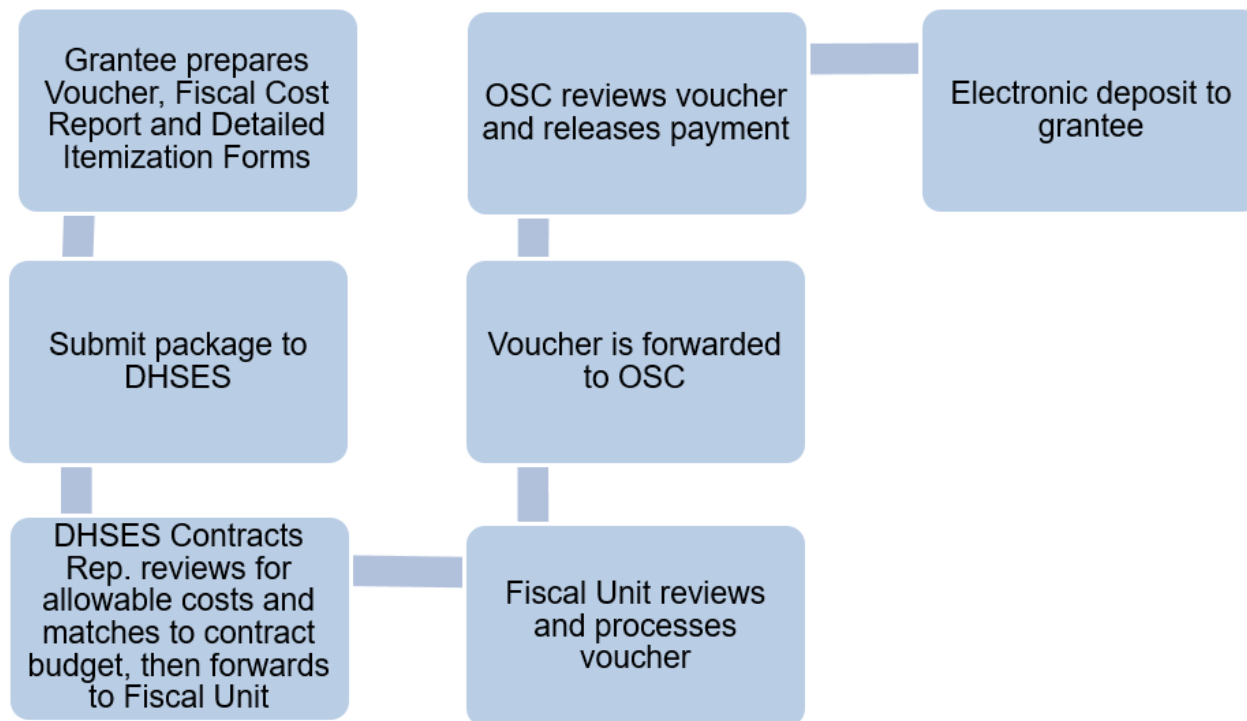 Grantee prepares
Voucher, Fiscal Cost
Report and Detailed
Itemization Forms
Submit package to
DHSES
DHSES Contracts
Rep. reviews for
allowable costs and
matches to contract
budget, then forwards
to Fiscal Unit
Fiscal Unit reviews
and processes
voucher
Voucher is forwarded
to OSC
OSC reviews voucher
and releases payment
Electronic deposit to
grantee